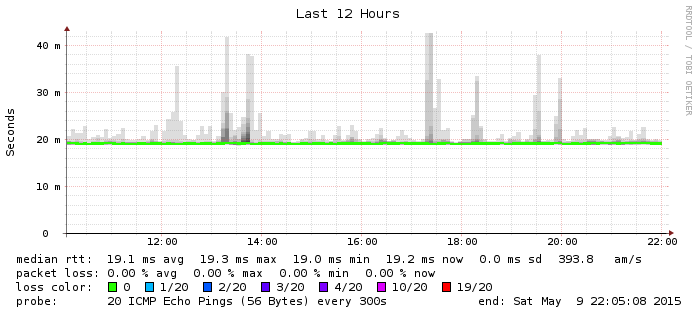 Last 12 Hours
RRDTOOL / TOBI OETIKER
Seconds
40 m
30 m
20 m
10 m
0
12:00 14:00 16:00 18:00 20:00 22:00
median rtt: 19.1 ms avg 19.3 ms max 19.0 ms min 19.2 ms now 0.0 ms sd 393.8 am/s
packet loss: 0.00 % avg 0.00 % max 0.00 % min 0.00 % now
loss color: 0 1/20 2/20 3/20 4/20 10/20 19/20
probe: 20 ICMP Echo Pings (56 Bytes) every 300s end: Sat May 9 22:05:08 2015